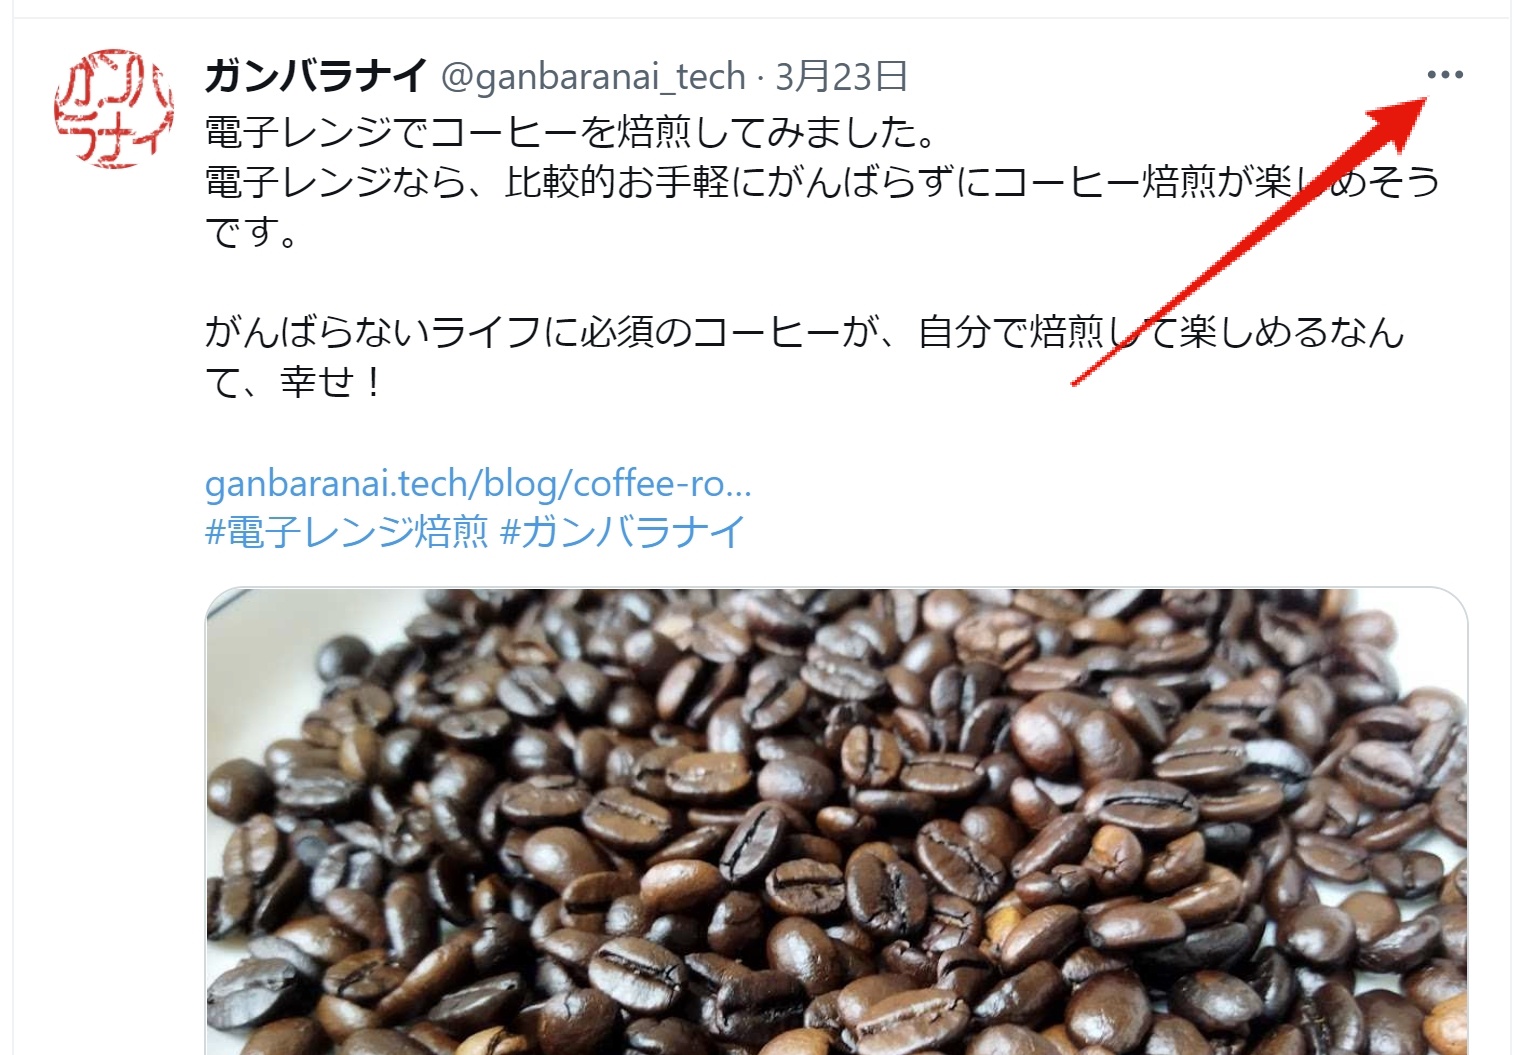 ガンバラナイ
ガンバラナイ @ganbaranai_tech · 3月23日
電子レンジでコーヒーを焙煎してみました。
電子レンジなら、比較的お手軽にがんばらずにコーヒー焙煎が楽しめそう
です。
がんばらないライフに必須のコーヒーが、自分で焙煎して楽しめるなん
て、幸せ！
ganbaranai.tech/blog/coffee-ro…
#電子レンジ焙煎 #ガンバラナイ